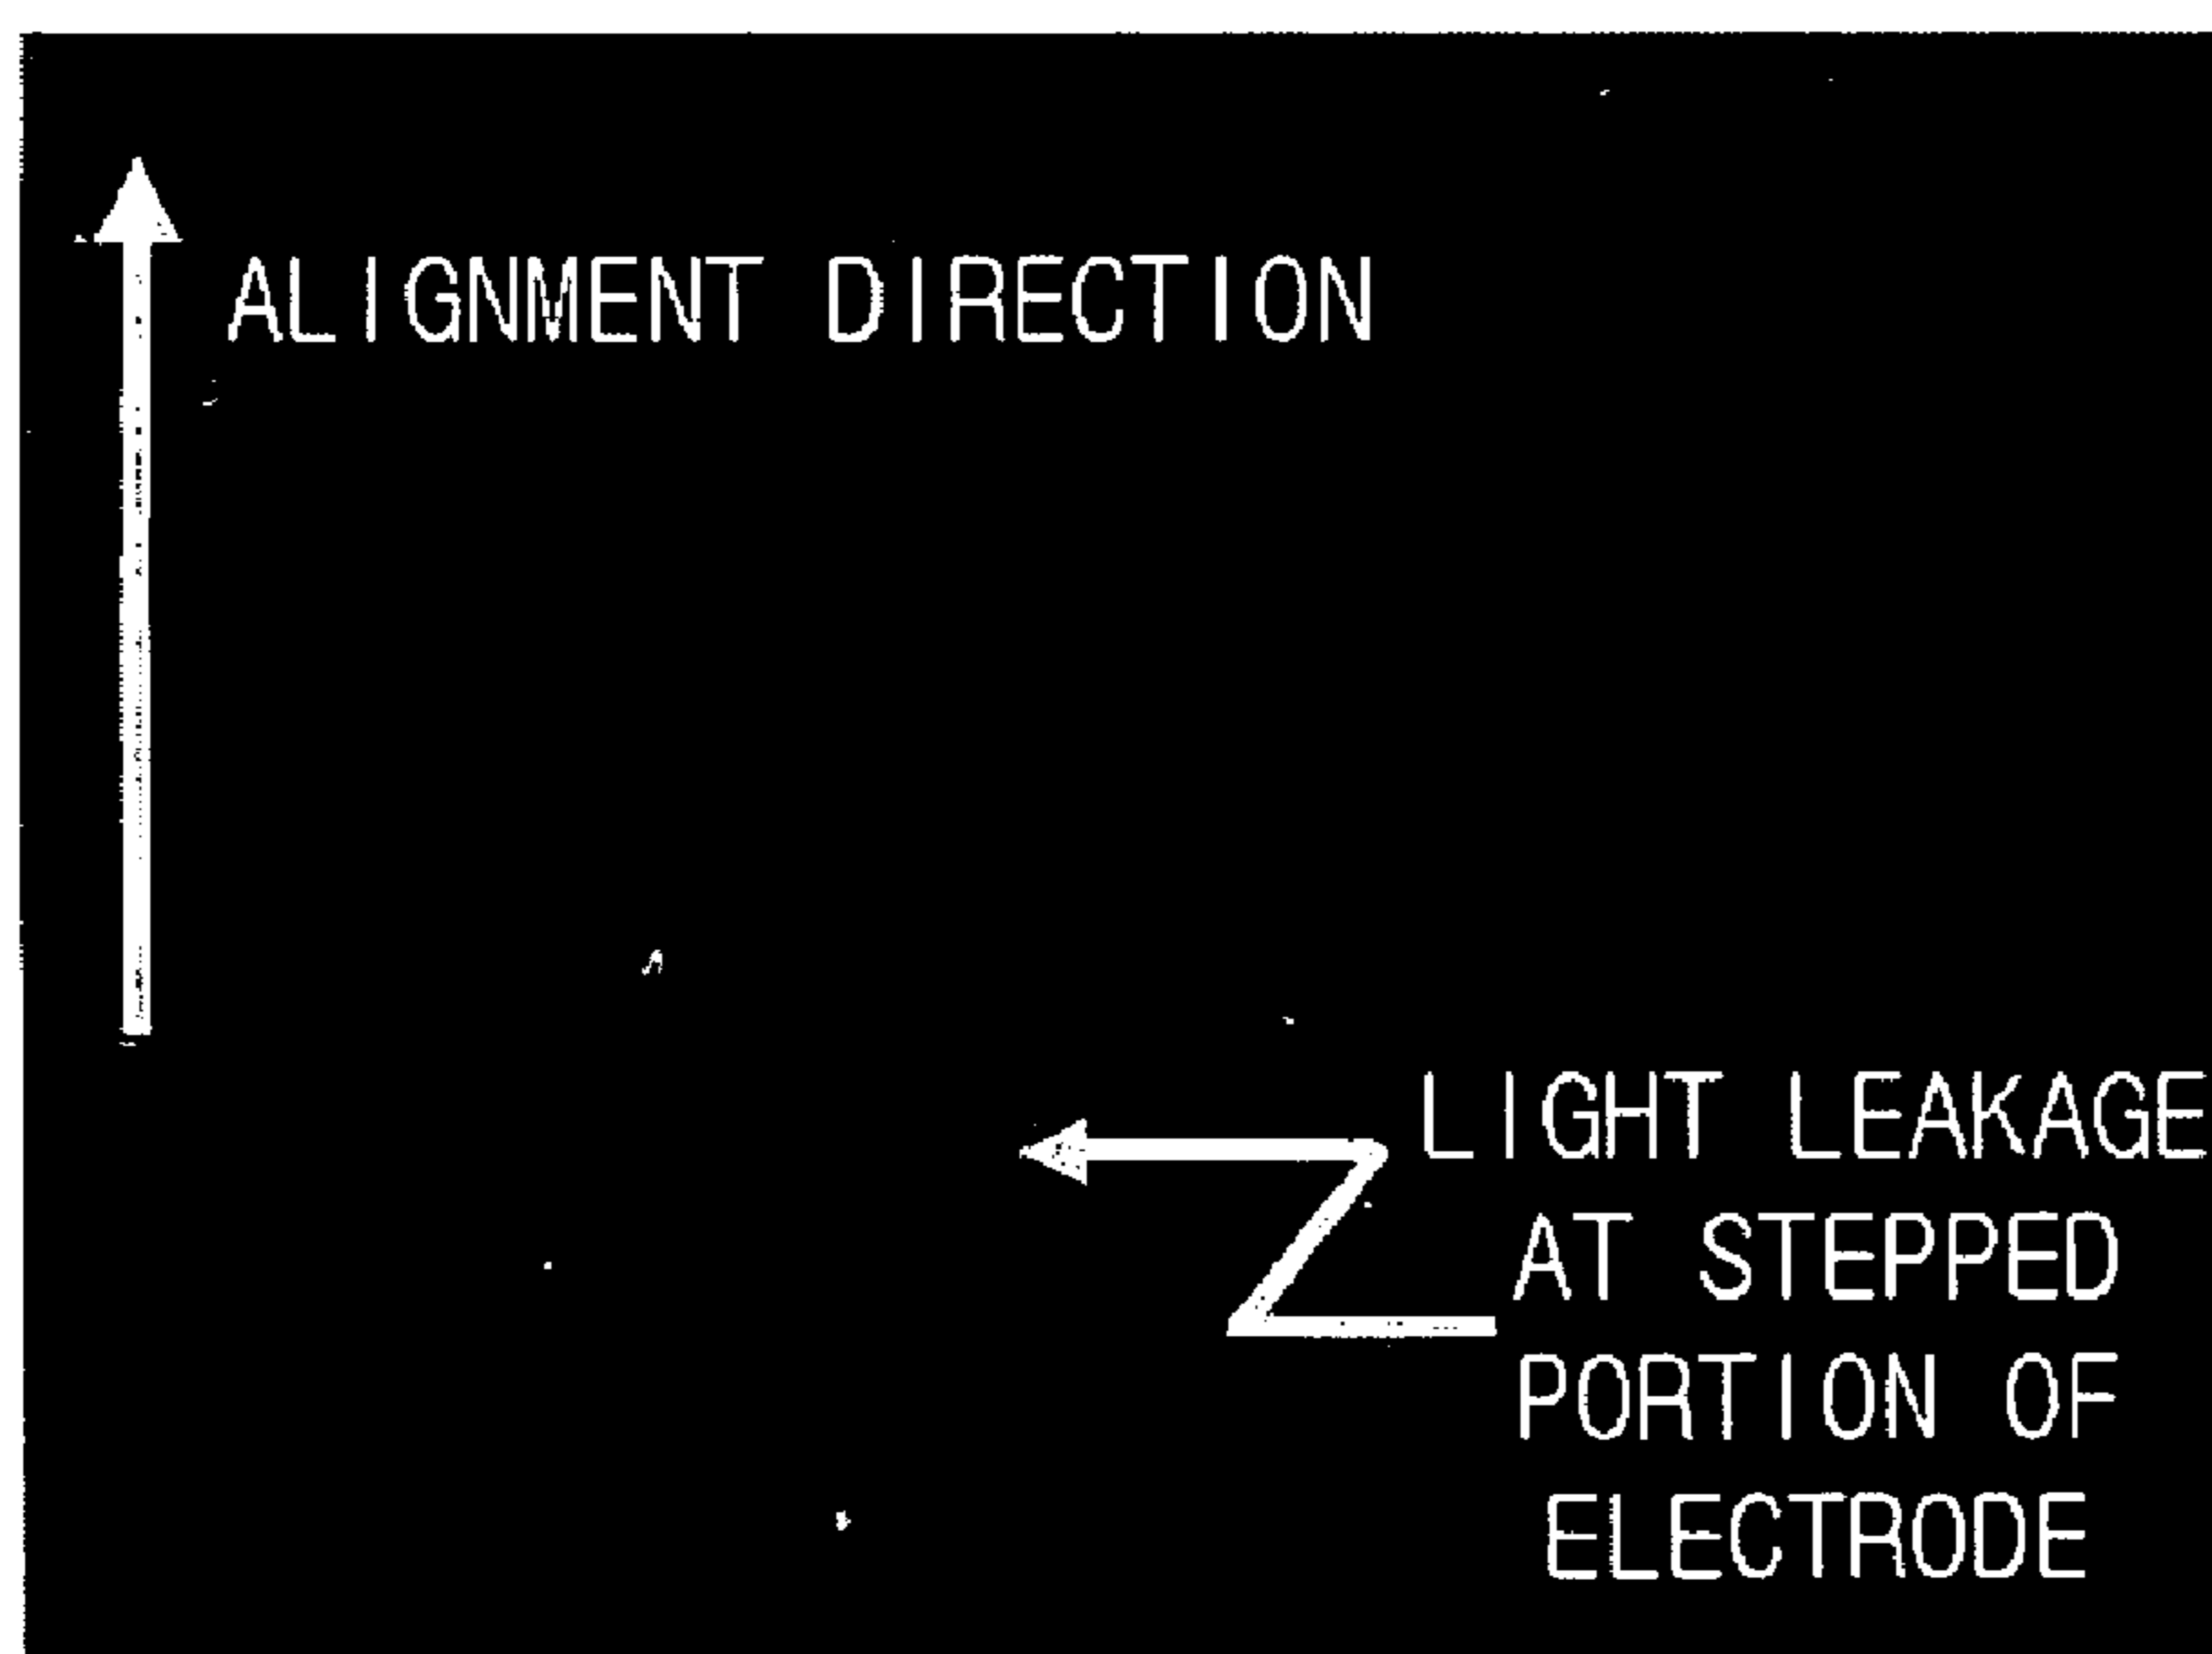 ALIGNMENT DIRECTION
LIGHT LEAKAGE
AT STEPPED
PORTION OF
ELECTRODE